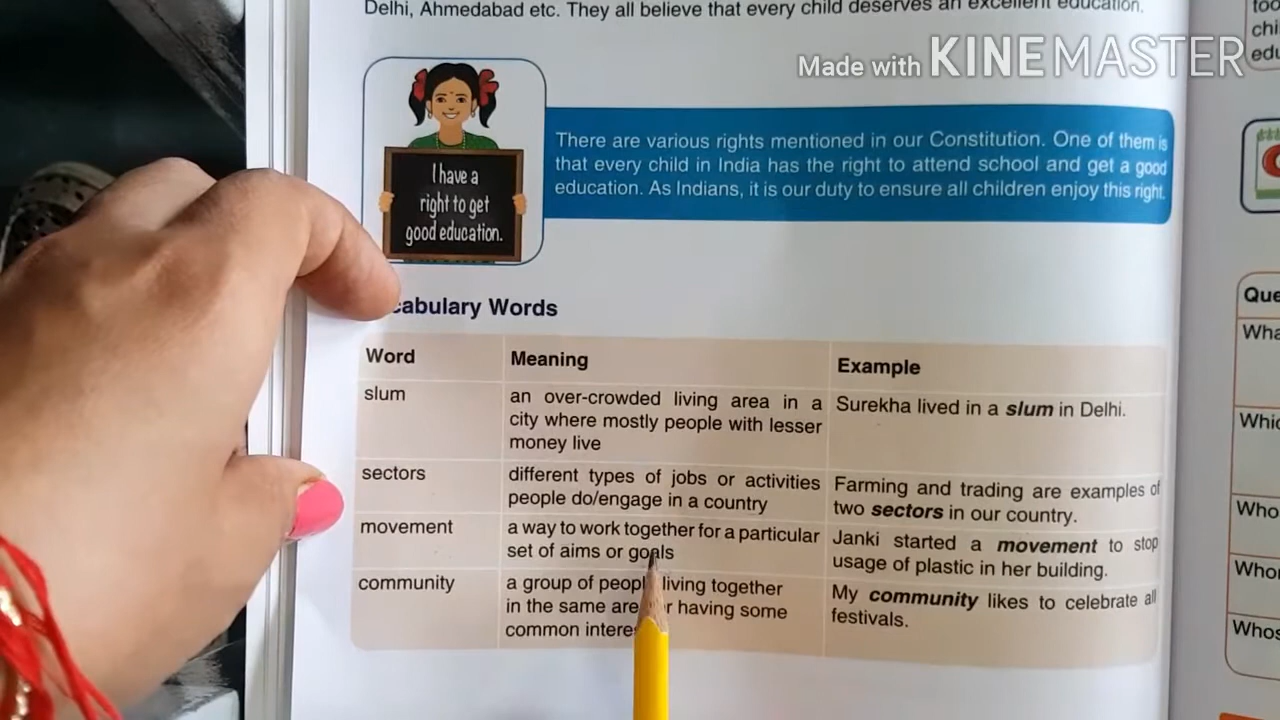 Delhi, Ahmedabad etc. They all believe that every child deserves an excellent education.
Made with KINEMASTER
There are various rights mentioned in our Constitution. One of them is
that every child in India has the right to attend school and get a good
education. As Indians, it is our duty to ensure all children enjoy this right.
I have a
right to get
good education.
cabulary Words
Word Meaning Example
slum
an over-crowded living area in a
city where mostly people with lesser
money live
Surekha lived in a slum in Delhi.
sectors
different types of jobs or activities
people do/engage in a country
Farming and trading are examples of
two sectors in our country.
movement
a way to work together for a particular
set of aims or goals
Janki started a movement to stop
usage of plastic in her building.
community
a group of people living together
in the same are r having some
common intere
My community likes to celebrate all
festivals.
too
chi
edu
Que
Wha
Whic
Who
Whom
Whos